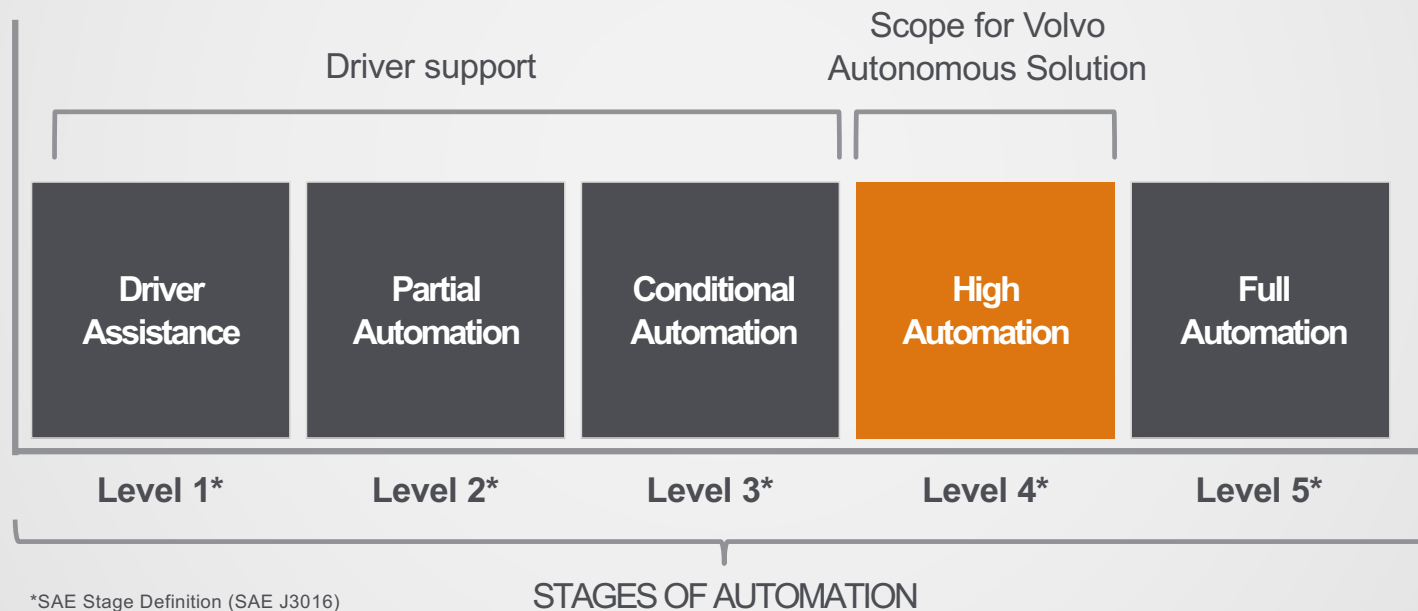 Driver support
Scope for Volvo
Autonomous Solution
Driver
Assistance
Partial
Automation
Conditional
Automation
High
Automation
Full
Automation
Level 1*
Level 2*
Level 3*
Level 4*
Level 5*
STAGES OF AUTOMATION
*SAE Stage Definition (SAE J3016)